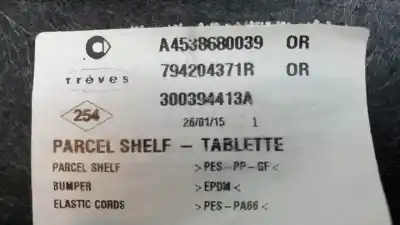 A4538680039 OR
Trèves
794204371R OR
300394413A
254
26/01/15 1
PARCEL SHELF - TABLETTE
PARCEL SHELF >PES-PP-GF<
BUMPER >EPDM<
ELASTIC CORDS >PES-PA66<